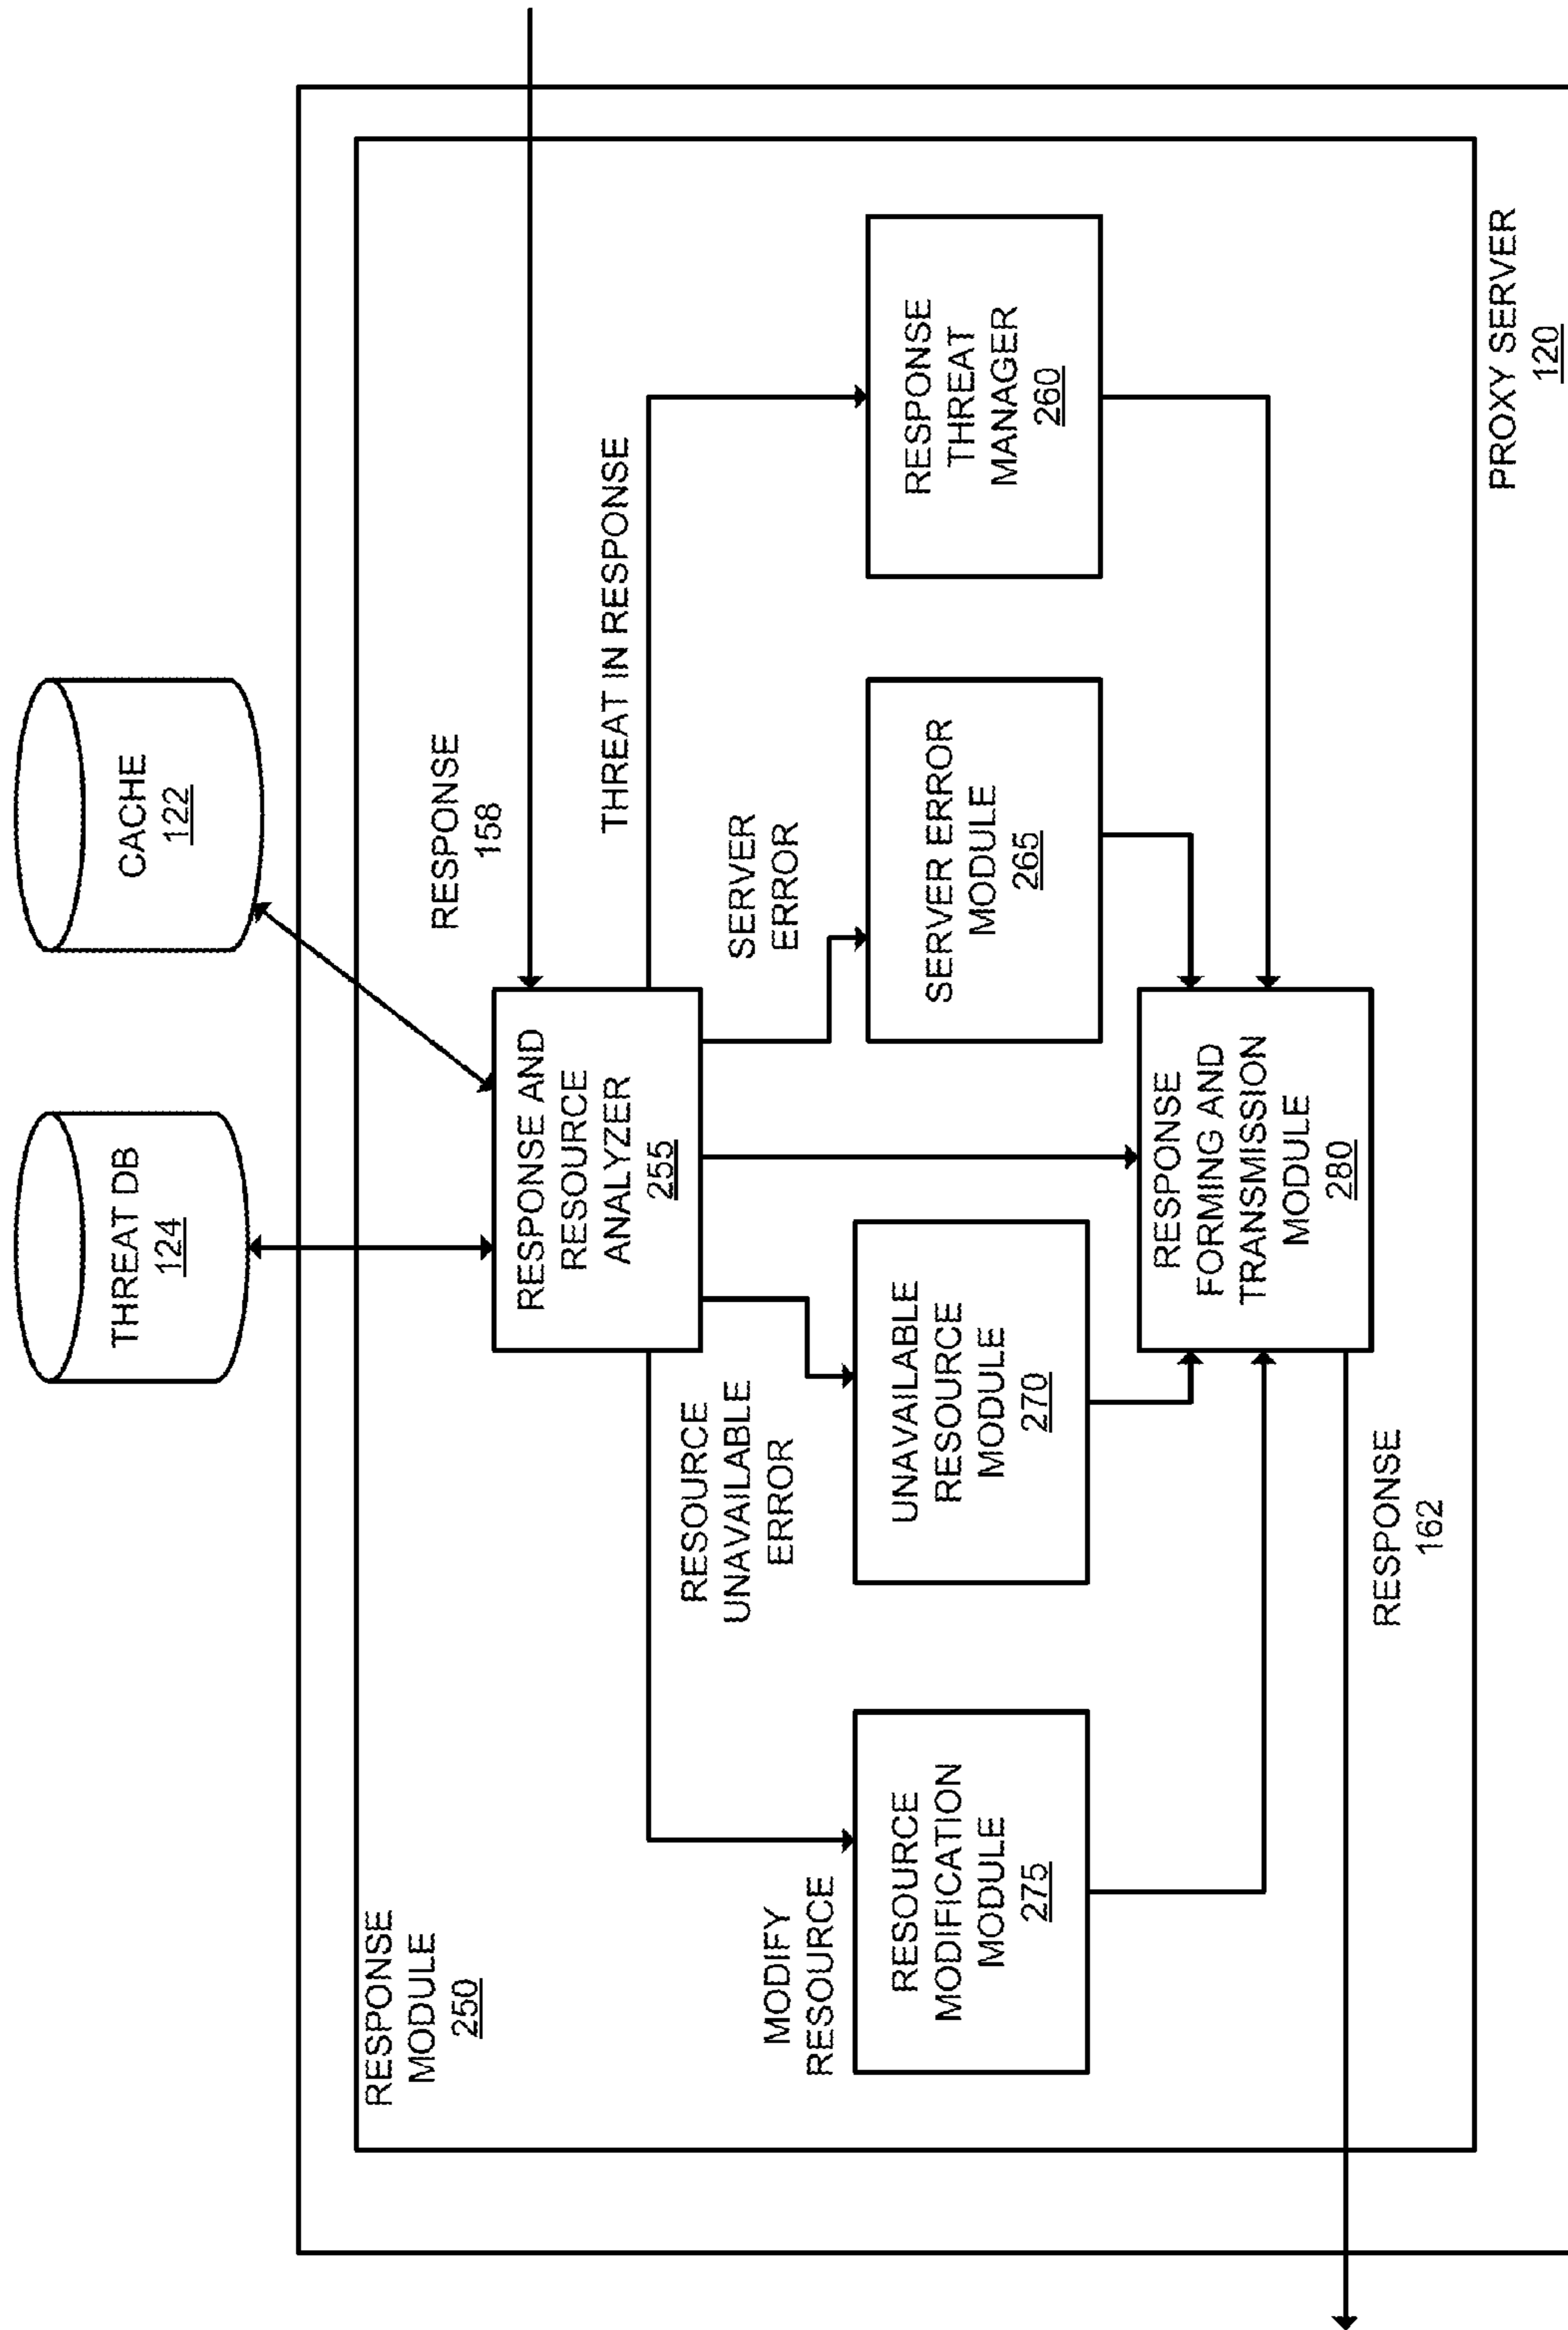 THREAT DB
124
CACHE
122
RESPONSE
MODULE
250
RESPONSE
158
RESPONSE AND
RESOURCE
ANALYZER
255
THREAT IN RESPONSE
SERVER
ERROR
RESOURCE
UNAVAILABLE
ERROR
MODIFY
RESOURCE
RESOURCE
MODIFICATION
MODULE
275
UNAVAILABLE
RESOURCE
MODULE
270
SERVER ERROR
MODULE
265
RESPONSE
THREAT
MANAGER
260
RESPONSE
FORMING AND
TRANSMISSION
MODULE
280
RESPONSE
162
PROXY SERVER
120